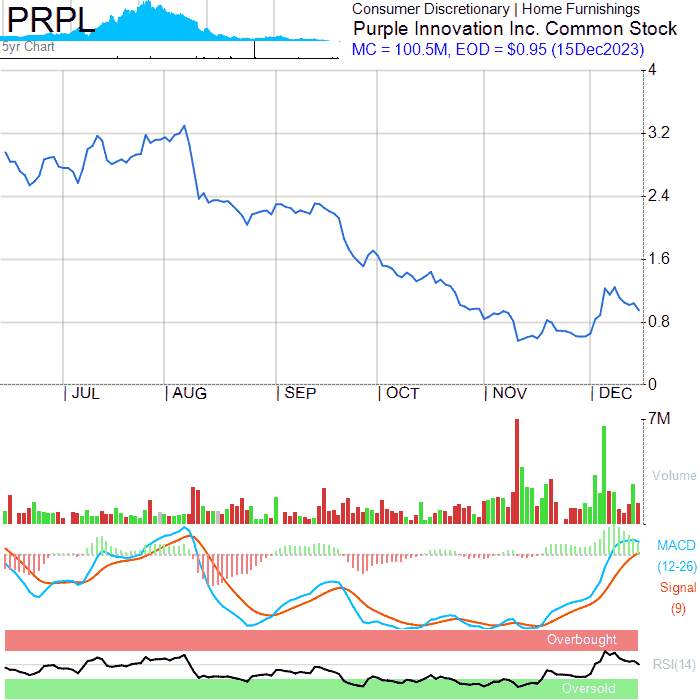 PRPL
5yr Chart
Consumer Discretionary | Home Furnishings
Purple Innovation Inc. Common Stock
MC = 100.5M, EOD = $0.95 (15Dec2023)
4
3.2
2.4
1.6
0.8
0
JUL AUG SEP OCT NOV DEC
7M
Volume
MACD
(12-26)
Signal
(9)
Overbought
RSI(14)
Oversold